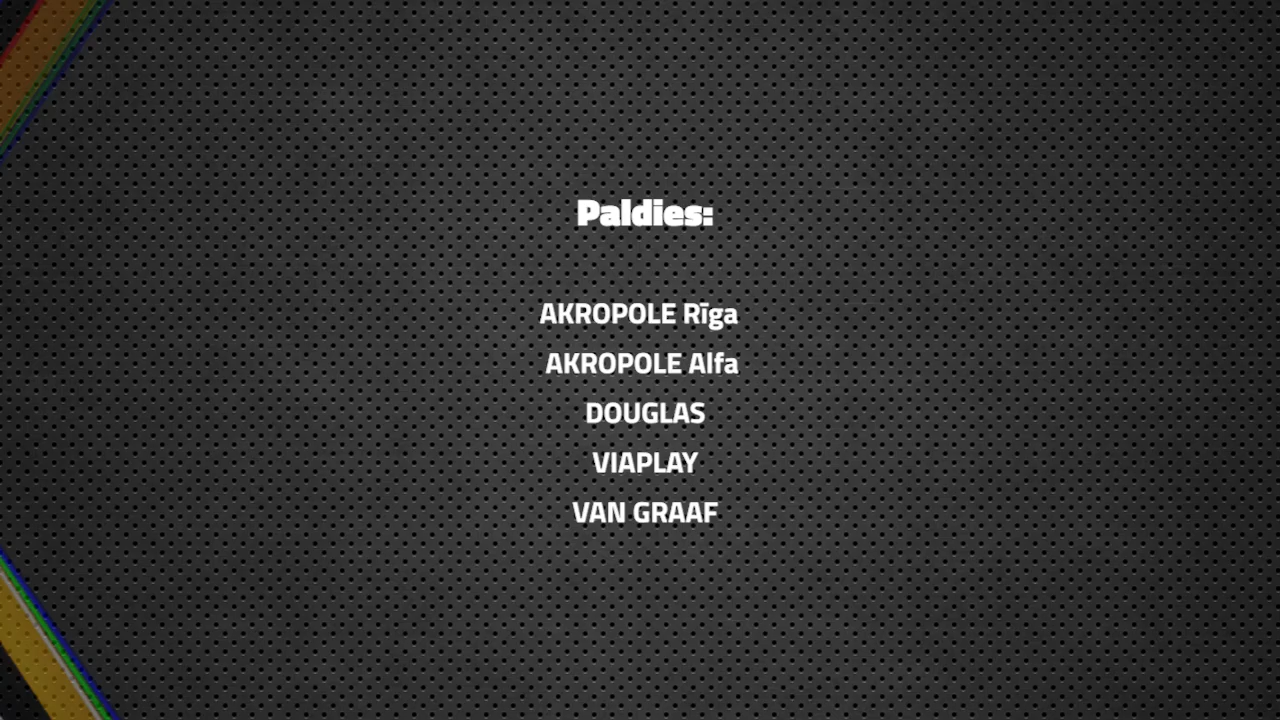 Paldies:
AKROPOLE Rīga
AKROPOLE Alfa
DOUGLAS
VIAPLAY
VAN GRAAF